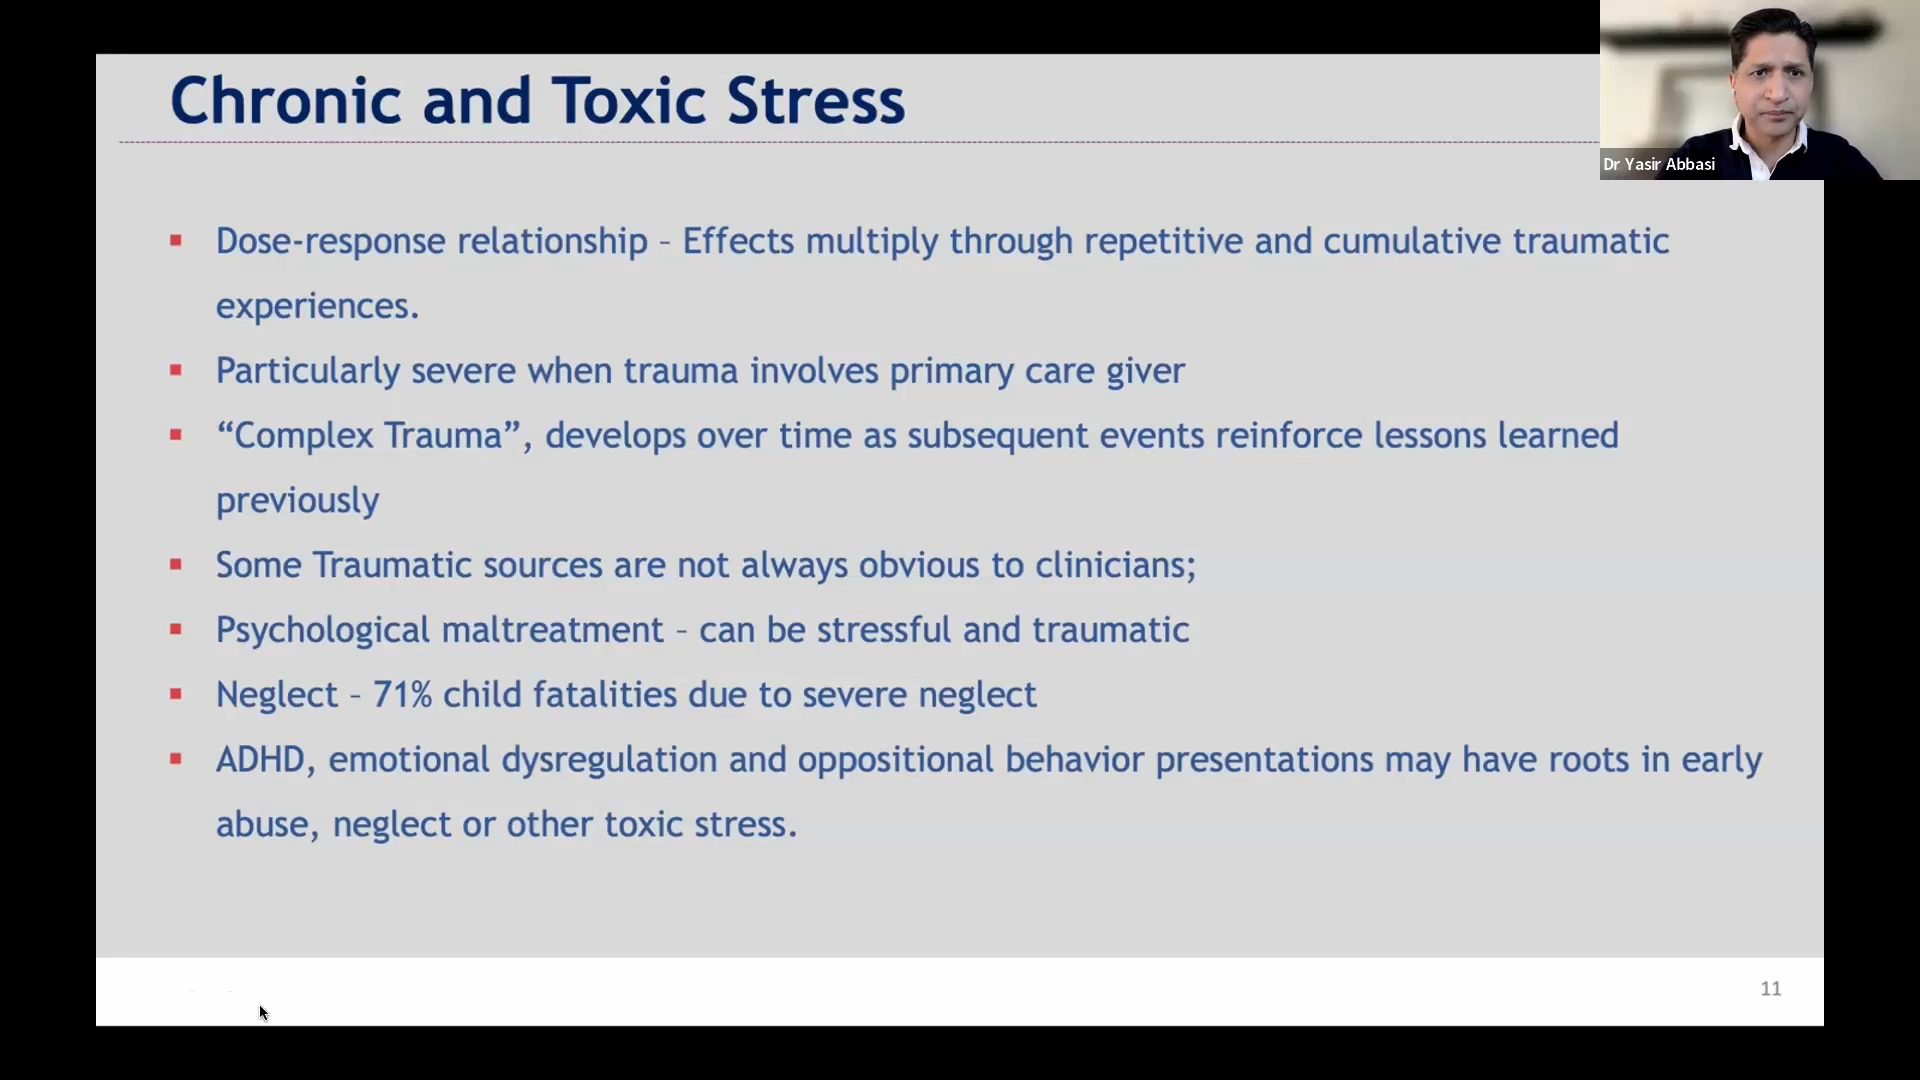 Chronic and Toxic Stress
Dr Yasir Abbasi
▪ Dose-response relationship – Effects multiply through repetitive and cumulative traumatic
experiences.
▪ Particularly severe when trauma involves primary care giver
▪ “Complex Trauma”, develops over time as subsequent events reinforce lessons learned
previously
▪ Some Traumatic sources are not always obvious to clinicians;
▪ Psychological maltreatment – can be stressful and traumatic
▪ Neglect – 71% child fatalities due to severe neglect
▪ ADHD, emotional dysregulation and oppositional behavior presentations may have roots in early
abuse, neglect or other toxic stress.
11